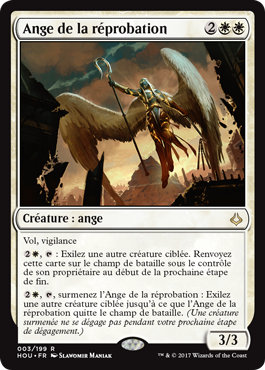 Ange de la réprobation 2
Créature : ange
Vol, vigilance
2, : Exilez une autre créature ciblée. Renvoyez
cette carte sur le champ de bataille sous le contrôle
de son propriétaire au début de la prochaine étape
de fin.
2, , surmenez l'Ange de la réprobation : Exilez
une autre créature ciblée jusqu'à ce que l'Ange de la
réprobation quitte le champ de bataille. (Une créature
surmenée ne se dégage pas pendant votre prochaine étape
de dégagement.)
3/3
003/199 R
HOU • FR Slawomir Maniak
™ & © 2017 Wizards of the Coast